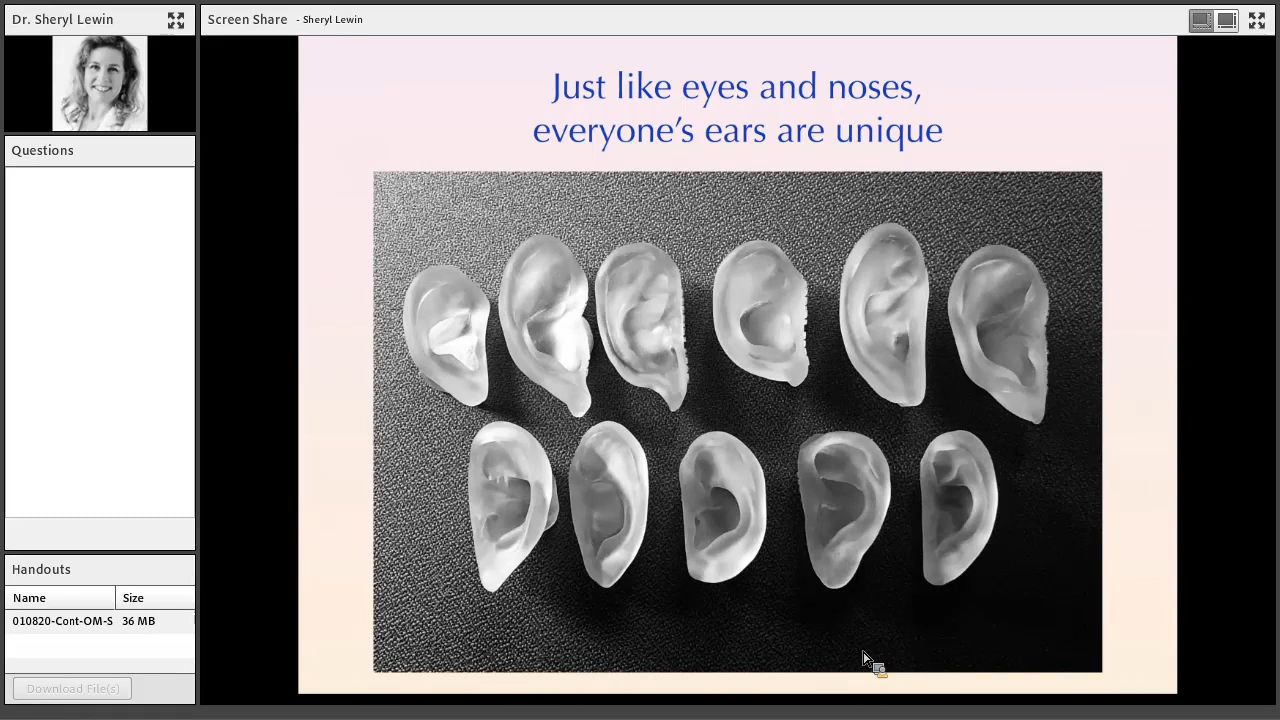 Dr. Sheryl Lewin
Screen Share - Sheryl Lewin
Questions
Just like eyes and noses,
everyone's ears are unique
Handouts
Name Size
010820-Cont-OM-S 36 MB
Download File(s)